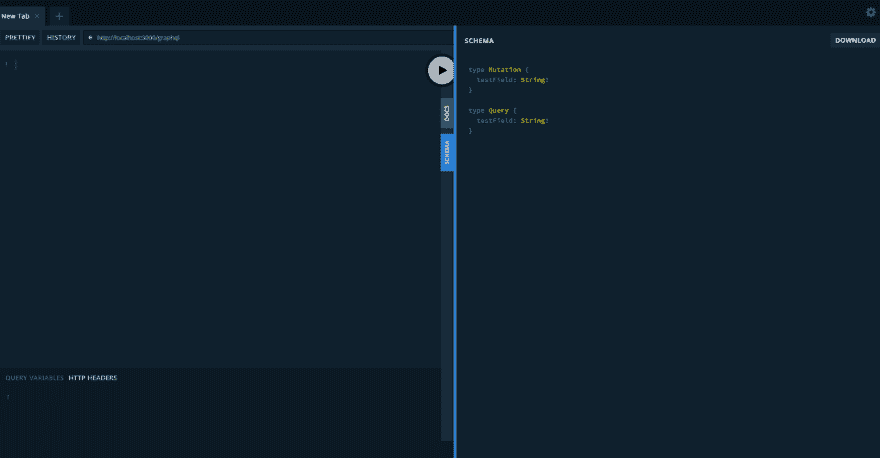 New Tab
PRETTIFY
HISTORY
http://localhost:3000/graphql
1
DOCS
SCHEMA
SCHEMA
DOWNLOAD
type Mutation {
testField: String!
}
type Query {
testField: String!
}
QUERY VARIABLES
HTTP HEADERS
1